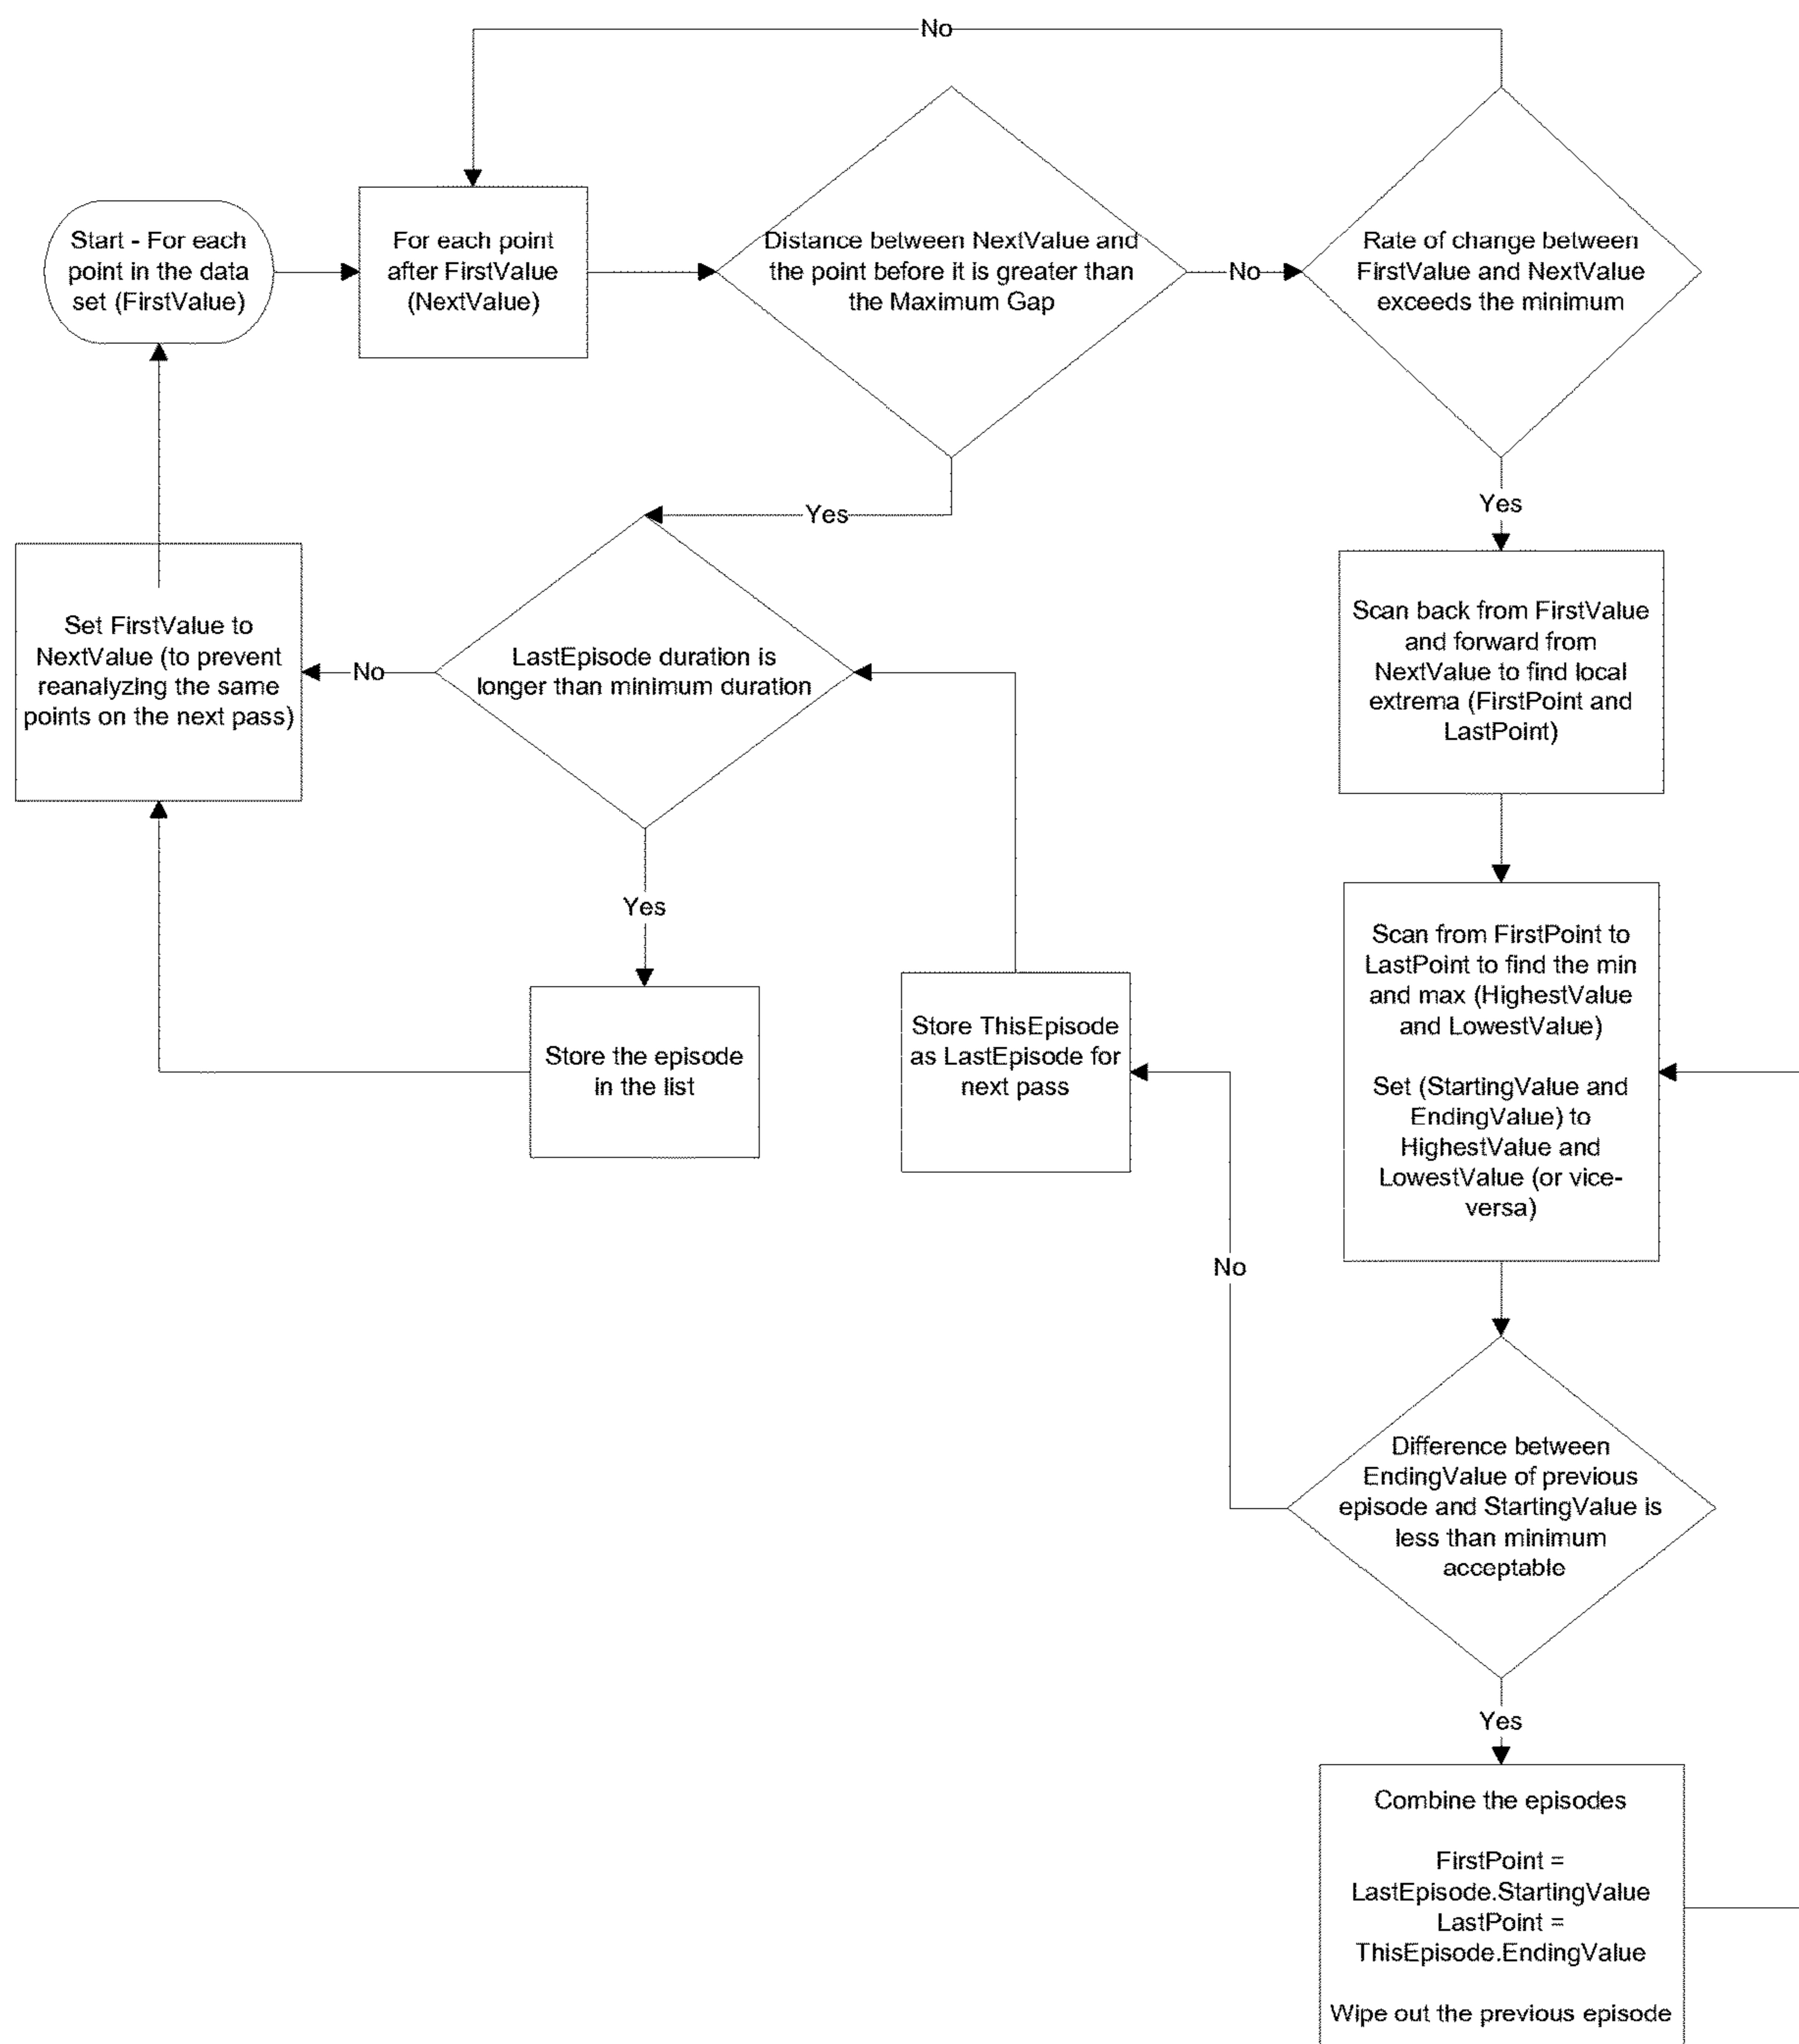 No
Start - For each
point in the data
set (FirstValue)
For each point
after FirstValue
(NextValue)
Distance between NextValue and
the point before it is greater than
the Maximum Gap
No
Rate of change between
FirstValue and NextValue
exceeds the minimum
Yes
Yes
Set FirstValue to
NextValue (to prevent
reanalyzing the same
points on the next pass)
No
LastEpisode duration is
longer than minimum duration
Scan back from FirstValue
and forward from
NextValue to find local
extrema (FirstPoint and
LastPoint)
Yes
Store the episode
in the list
Store ThisEpisode
as LastEpisode for
next pass
Scan from FirstPoint to
LastPoint to find the min
and max (HighestValue
and LowestValue)
Set (StartingValue and
EndingValue) to
HighestValue and
LowestValue (or vice-
versa)
No
Difference between
EndingValue of previous
episode and StartingValue is
less than minimum
acceptable
Yes
Combine the episodes
FirstPoint =
LastEpisode.StartingValue
LastPoint =
ThisEpisode.EndingValue
Wipe out the previous episode